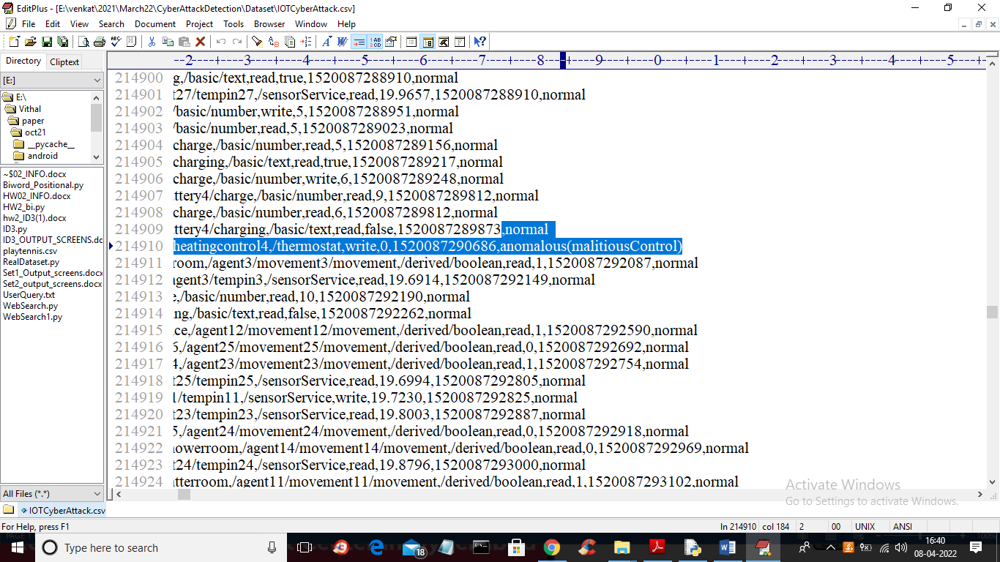 EditPlus - [E:\venkat\2021\March22\CyberAttackDetection\Dataset\IOTCyberAttack.csv]
File Edit View Search Document Project Tools Browser Window Help
Directory Cliptext
[E:]
E:\
Vithal
paper
oct21
__pycache__
android
~$02_INFO.docx
Biword_Positional.py
HW02_INFO.docx
HW2_bi.py
hw2_ID3(1).docx
ID3.py
ID3_OUTPUT_SCREENS.dc
playtennis.csv
RealDataset.py
Set1_Output_screens.docx
Set2_output_screens.docx
UserQuery.txt
WebSearch.py
WebSearch1.py
All Files (*.*)
IOTCyberAttack.csv
--2----+----3----+----4----+----5----+----6----+----7----+----8----+----9----+----0----+----1----+----2----+----3----+----4----+----5----+-
214900 g,/basic/text,read,true,1520087288910,normal
214901 t27/tempin27,/sensorService,read,19.9657,1520087288910,normal
214902 /basic/number,write,5,1520087288951,normal
214903 /basic/number,read,5,1520087289023,normal
214904 charge,/basic/number,read,5,1520087289156,normal
214905 charging,/basic/text,read,true,1520087289217,normal
214906 charge,/basic/number,write,6,1520087289248,normal
214907 ttery4/charge,/basic/number,read,9,1520087289812,normal
214908 charge,/basic/number,read,6,1520087289812,normal
214909 ttery4/charging,/basic/text,read,false,1520087289873,normal
214910 heatingcontrol4,/thermostat,write,0,1520087290686,anomalous(malitiousControl)
214911 room,/agent3/movement3/movement,/derived/boolean,read,1,1520087292087,normal
214912 agent3/tempin3,/sensorService,read,19.6914,1520087292149,normal
214913 e,/basic/number,read,10,1520087292190,normal
214914 ng,/basic/text,read,false,1520087292262,normal
214915 ce,/agent12/movement12/movement,/derived/boolean,read,1,1520087292590,normal
214916 6,/agent25/movement25/movement,/derived/boolean,read,0,1520087292692,normal
214917 4,/agent23/movement23/movement,/derived/boolean,read,1,1520087292754,normal
214918 t25/tempin25,/sensorService,read,19.6994,1520087292805,normal
214919 1/tempin11,/sensorService,write,19.7230,1520087292825,normal
214920 t23/tempin23,/sensorService,read,19.8003,1520087292887,normal
214921 5,/agent24/movement24/movement,/derived/boolean,read,0,1520087292918,normal
214922 owerroom,/agent14/movement14/movement,/derived/boolean,read,0,1520087292969,normal
214923 t24/tempin24,/sensorService,read,19.8796,1520087293000,normal
214924 tterroom,/agent11/movement11/movement,/derived/boolean,read,1,1520087293102,normal
Activate Windows
Go to Settings to activate Windows.
For Help, press F1
ln 214910 col 184 2 00 UNIX ANSI
Type here to search
18
16:40
08-04-2022